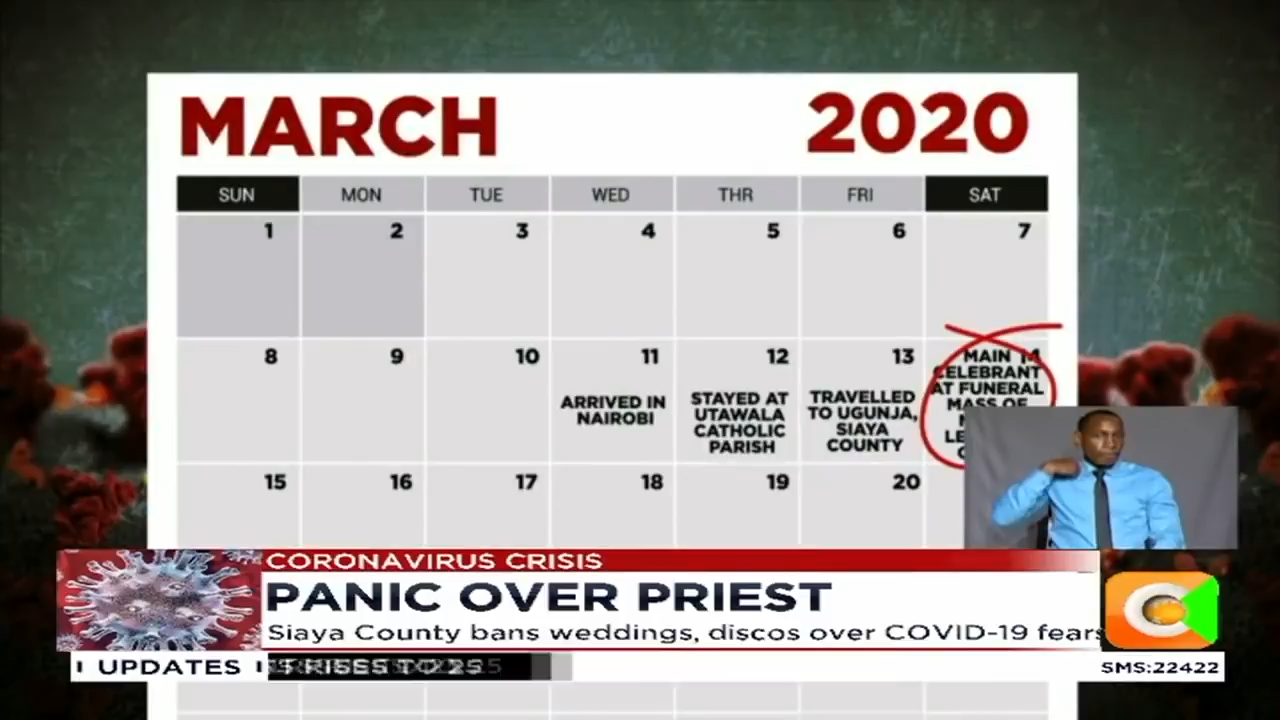 MARCH 2020
SUN MON TUE WED THR FRI SAT
1 2 3 4 5 6 7
8 9 10 11 12 13 14
ARRIVED IN
NAIROBI
STAYED AT
UTAWALA
CATHOLIC
PARISH
TRAVELLED
TO UGUNJA,
SIAYA
COUNTY
MAIN
CELEBRANT
AT FUNERAL
MASS OF
15 16 17 18 19 20
CORONAVIRUS CRISIS
PANIC OVER PRIEST
Siaya County bans weddings, discos over COVID-19 fears
UPDATES
SMS:22422